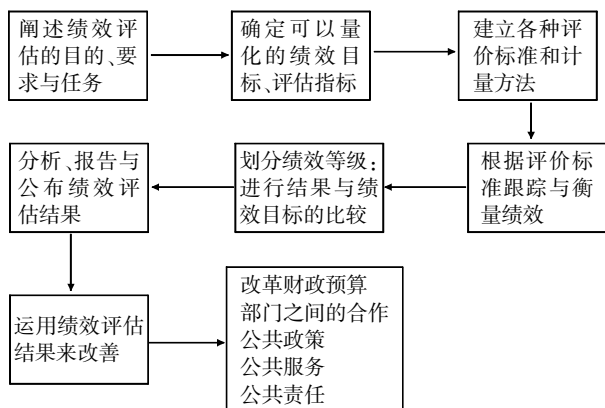 阐述绩效评
估的目的、要
求与任务
确定可以量
化的绩效目
标、评估指标
建立各种评
价标准和计
量方法
根据评价标
准跟踪与衡
量绩效
划分绩效等级:
进行结果与绩
效目标的比较
分析、报告与
公布绩效评
估结果
运用绩效评估
结果来改善
改革财政预算
部门之间的合作
公共政策
公共服务
公共责任